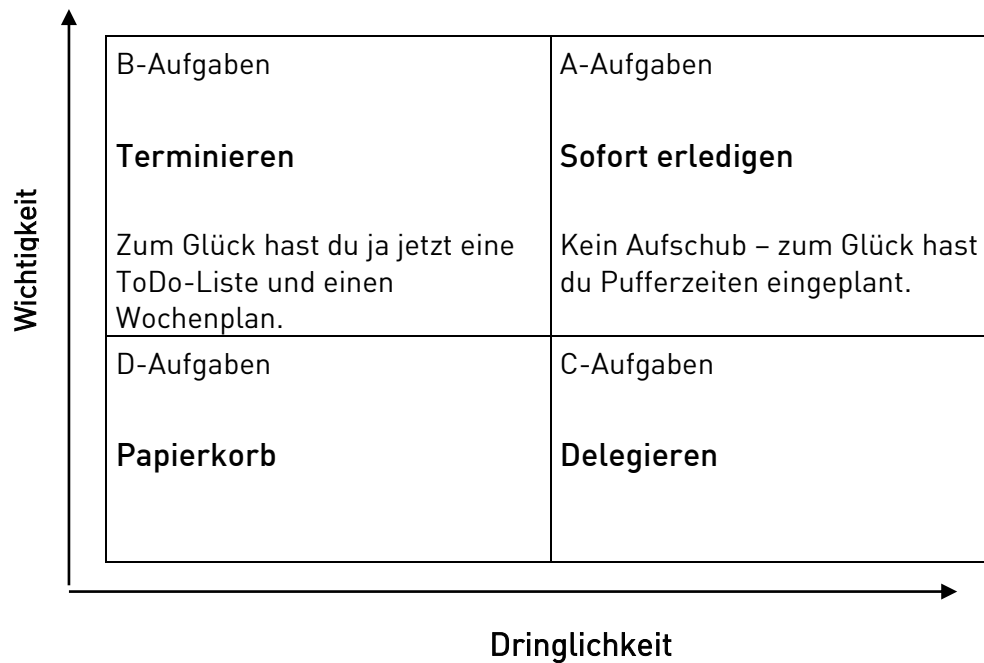 B-Aufgaben
Terminieren
Zum Glück hast du ja jetzt eine
ToDo-Liste und einen
Wochenplan.
A-Aufgaben
Sofort erledigen
Kein Aufschub – zum Glück hast
du Pufferzeiten eingeplant.
D-Aufgaben
Papierkorb
C-Aufgaben
Delegieren
Wichtigkeit
Dringlichkeit